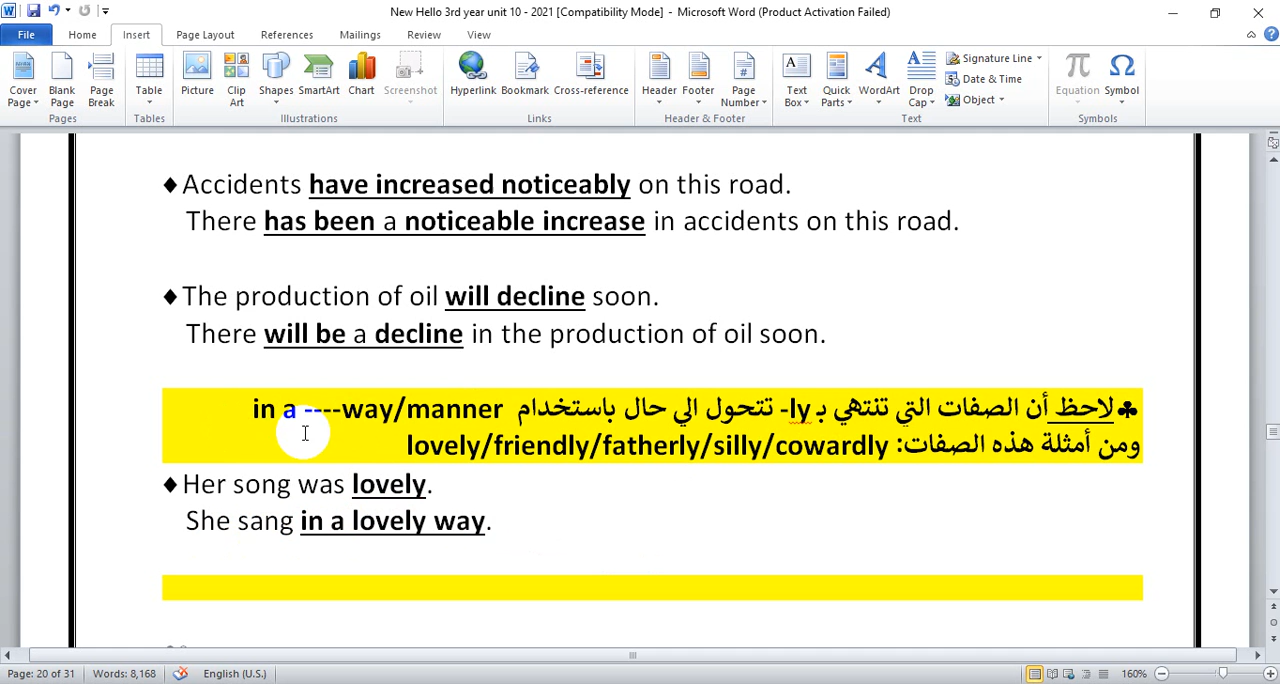 New Hello 3rd year unit 10 - 2021 [Compatibility Mode] - Microsoft Word (Product Activation Failed)
File Home Insert Page Layout References Mailings Review View
Cover Page Blank Page Page Break Table Picture Clip Art Shapes SmartArt Chart Screenshot Hyperlink Bookmark Cross-reference Header Footer Page Number Text Box Quick Parts WordArt Drop Cap Signature Line Date & Time Object Equation Symbol
Pages Tables Illustrations Links Header & Footer Text Symbols
♦Accidents have increased noticeably on this road.
There has been a noticeable increase in accidents on this road.
♦The production of oil will decline soon.
There will be a decline in the production of oil soon.
♣لاحظ أن الصفات التي تنتهي بـ ly- تتحول الي حال باستخدام in a ----way/manner
ومن أمثلة هذه الصفات: lovely/friendly/fatherly/silly/cowardly
♦Her song was lovely.
She sang in a lovely way.
Page: 20 of 31 Words: 8,168 English (U.S.) 160%